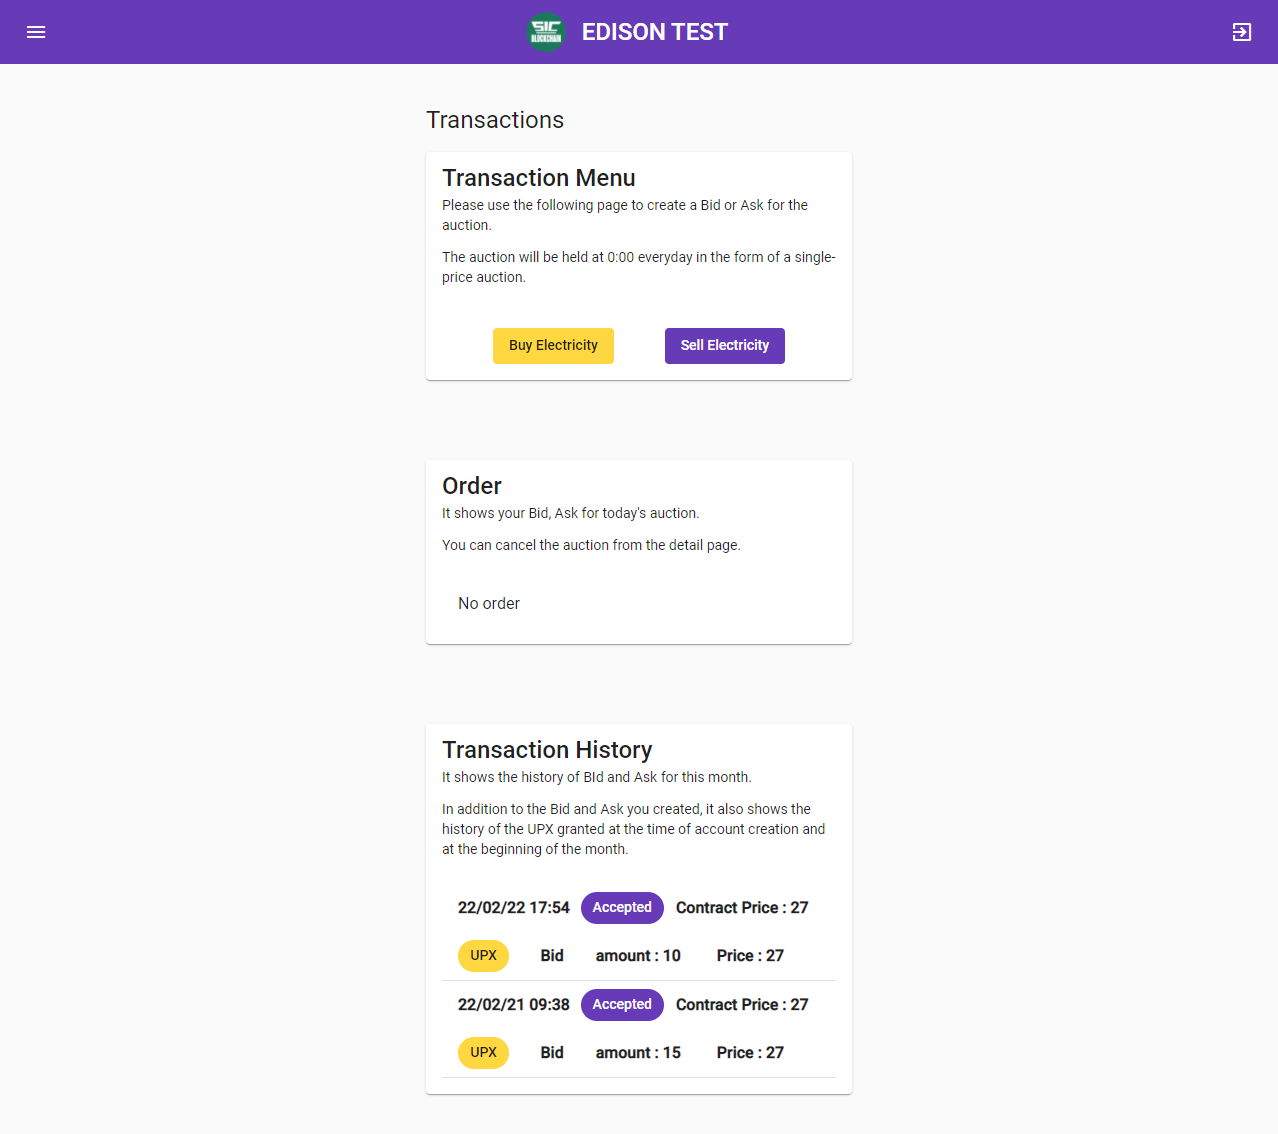 SIC
BLOCKCHAIN
EDISON TEST
Transactions
Transaction Menu
Please use the following page to create a Bid or Ask for the
auction.
The auction will be held at 0:00 everyday in the form of a single-
price auction.
Buy Electricity
Sell Electricity
Order
It shows your Bid, Ask for today's auction.
You can cancel the auction from the detail page.
No order
Transaction History
It shows the history of BId and Ask for this month.
In addition to the Bid and Ask you created, it also shows the
history of the UPX granted at the time of account creation and
at the beginning of the month.
22/02/22 17:54 Accepted Contract Price : 27
UPX Bid amount : 10 Price : 27
22/02/21 09:38 Accepted Contract Price : 27
UPX Bid amount : 15 Price : 27